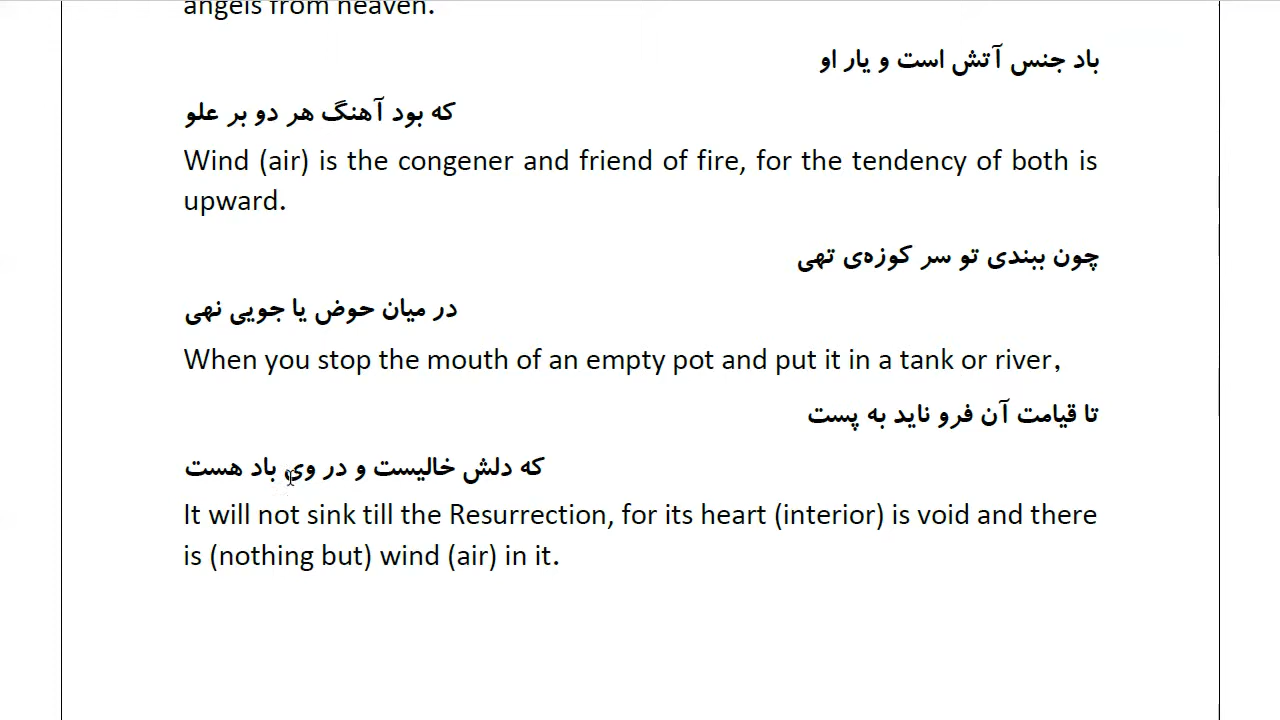 angels from heaven.
باد جنس آتش است و یار او
که بود آهنگ هر دو بر علو
Wind (air) is the congener and friend of fire, for the tendency of both is
upward.
چون ببندی تو سر کوزه‌ی تهی
در میان حوض یا جویی نهی
When you stop the mouth of an empty pot and put it in a tank or river,
تا قیامت آن فرو ناید به پست
که دلش خالیست و در وی باد هست
It will not sink till the Resurrection, for its heart (interior) is void and there
is (nothing but) wind (air) in it.